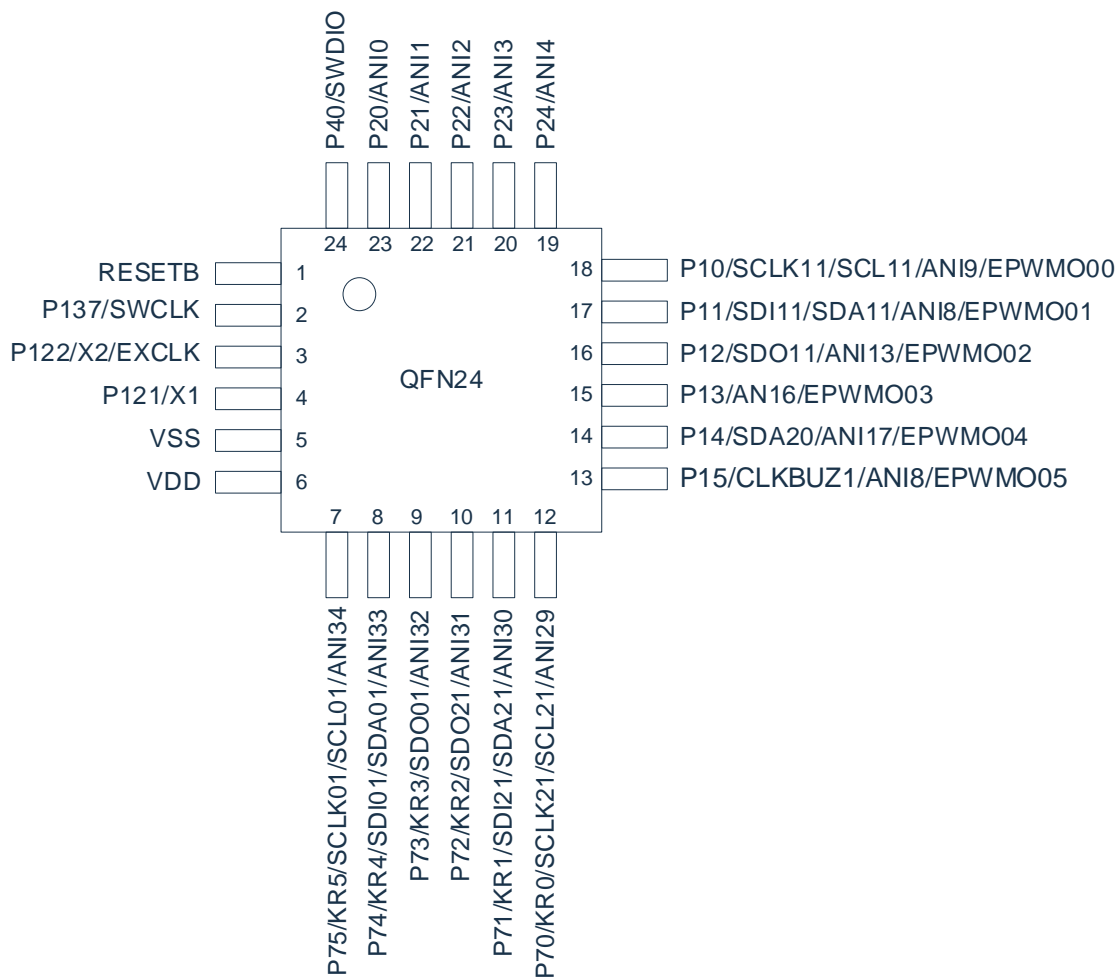 P40/SWDIO
P20/ANI0
P21/ANI1
P22/ANI2
P23/ANI3
P24/ANI4
24 23 22 21 20 19
RESETB 1
P137/SWCLK 2
P122/X2/EXCLK 3
P121/X1 4
VSS 5
VDD 6
QFN24
18 P10/SCLK11/SCL11/ANI9/EPWMO00
17 P11/SDI11/SDA11/ANI8/EPWMO01
16 P12/SDO11/ANI13/EPWMO02
15 P13/AN16/EPWMO03
14 P14/SDA20/ANI17/EPWMO04
13 P15/CLKBUZ1/ANI8/EPWMO05
7 8 9 10 11 12
P75/KR5/SCLK01/SCL01/ANI34
P74/KR4/SDI01/SDA01/ANI33
P73/KR3/SDO01/ANI32
P72/KR2/SDO21/ANI31
P71/KR1/SDI21/SDA21/ANI30
P70/KR0/SCLK21/SCL21/ANI29